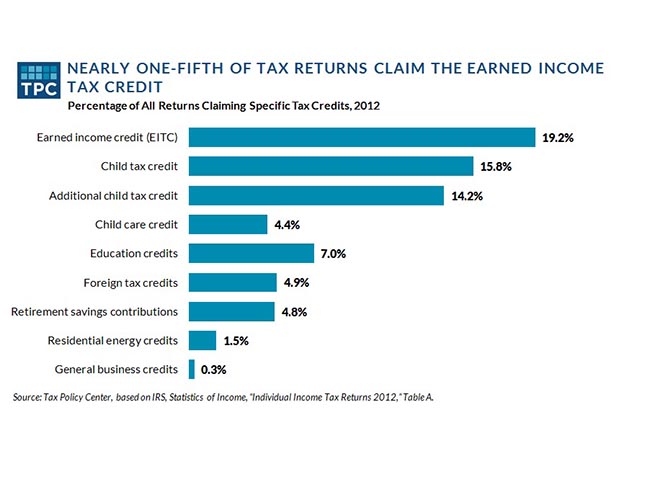 TPC
NEARLY ONE-FIFTH OF TAX RETURNS CLAIM THE EARNED INCOME
TAX CREDIT
Percentage of All Returns Claiming Specific Tax Credits, 2012
Earned income credit (EITC) 19.2%
Child tax credit 15.8%
Additional child tax credit 14.2%
Child care credit 4.4%
Education credits 7.0%
Foreign tax credits 4.9%
Retirement savings contributions 4.8%
Residential energy credits 1.5%
General business credits 0.3%
Source: Tax Policy Center, based on IRS, Statistics of Income, "Individual Income Tax Returns 2012," Table A.